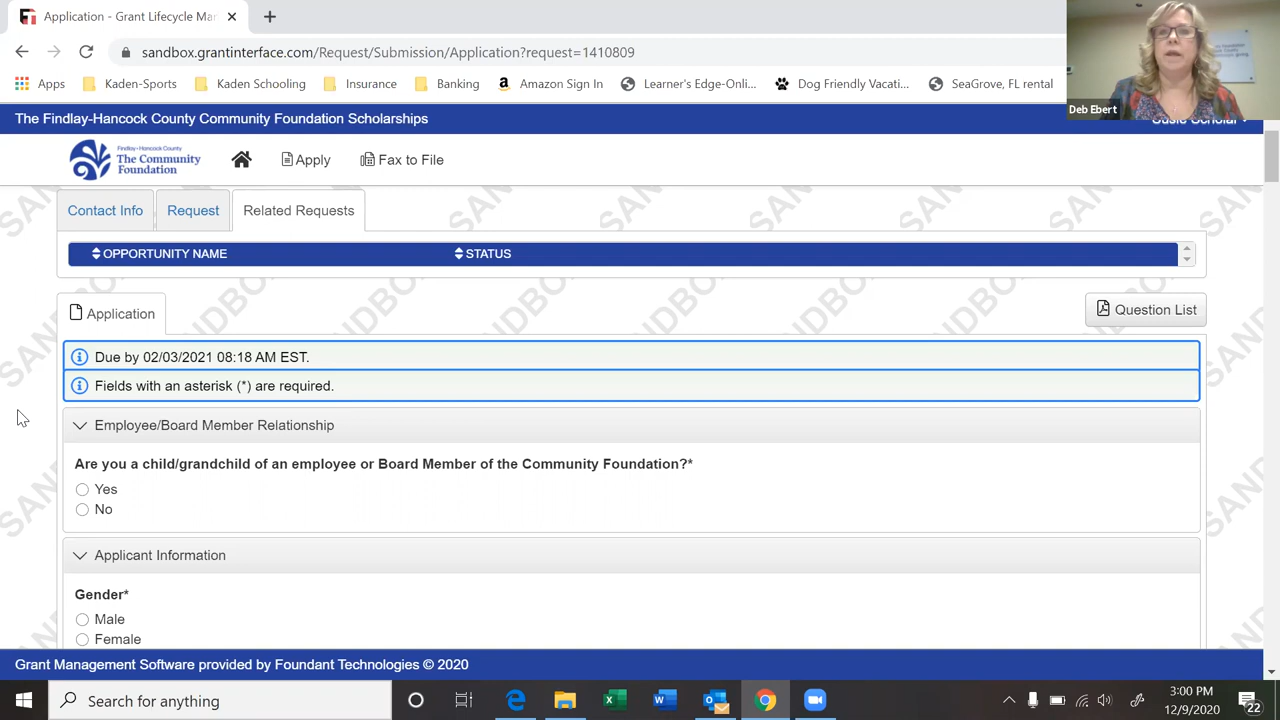 Application - Grant Lifecycle Mar
sandbox.grantinterface.com/Request/Submission/Application?request=1410809
Apps Kaden-Sports Kaden Schooling Insurance Banking Amazon Sign In Learner's Edge-Onli... Dog Friendly Vacati... SeaGrove, FL rental
Deb Ebert
The Findlay-Hancock County Community Foundation Scholarships Susie Scholar
Findlay-Hancock County
The Community
Foundation
Apply Fax to File
Contact Info Request Related Requests
OPPORTUNITY NAME STATUS
Application Question List
Due by 02/03/2021 08:18 AM EST.
Fields with an asterisk (*) are required.
Employee/Board Member Relationship
Are you a child/grandchild of an employee or Board Member of the Community Foundation?*
Yes
No
Applicant Information
Gender*
Male
Female
Grant Management Software provided by Foundant Technologies © 2020
Search for anything
3:00 PM
12/9/2020
22